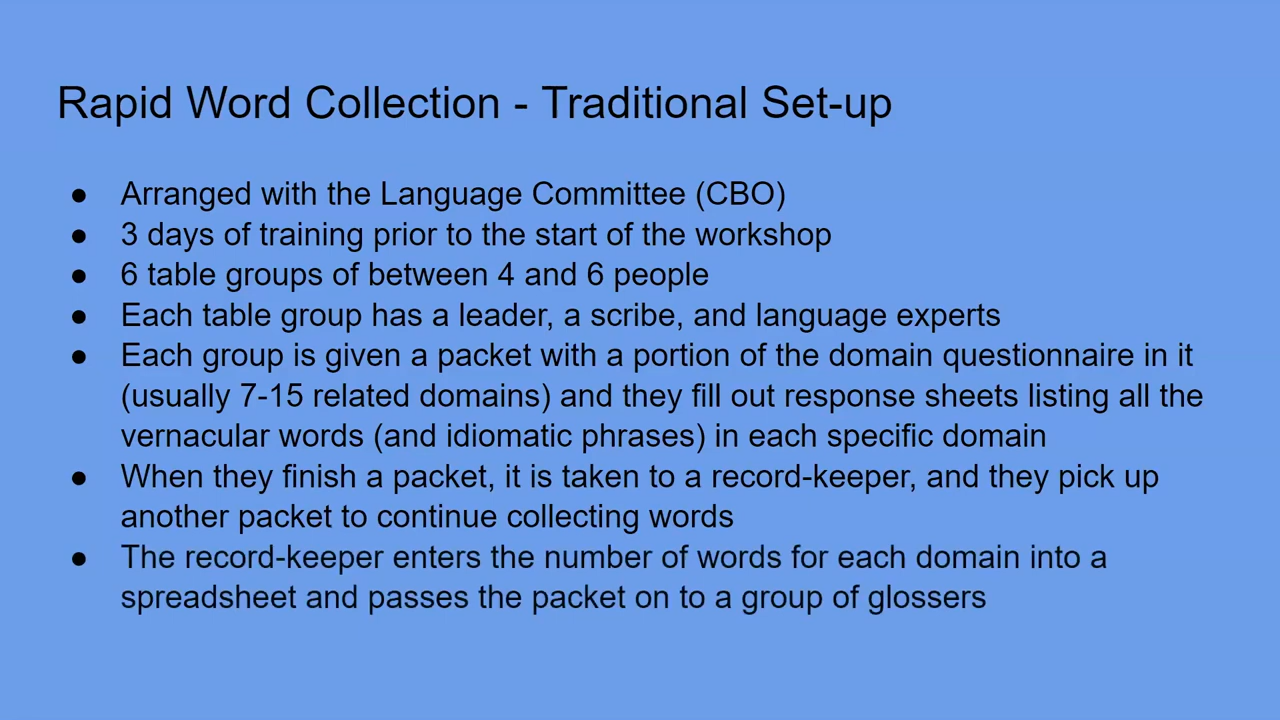 Rapid Word Collection - Traditional Set-up
● Arranged with the Language Committee (CBO)
● 3 days of training prior to the start of the workshop
● 6 table groups of between 4 and 6 people
● Each table group has a leader, a scribe, and language experts
● Each group is given a packet with a portion of the domain questionnaire in it
(usually 7-15 related domains) and they fill out response sheets listing all the
vernacular words (and idiomatic phrases) in each specific domain
● When they finish a packet, it is taken to a record-keeper, and they pick up
another packet to continue collecting words
● The record-keeper enters the number of words for each domain into a
spreadsheet and passes the packet on to a group of glossers